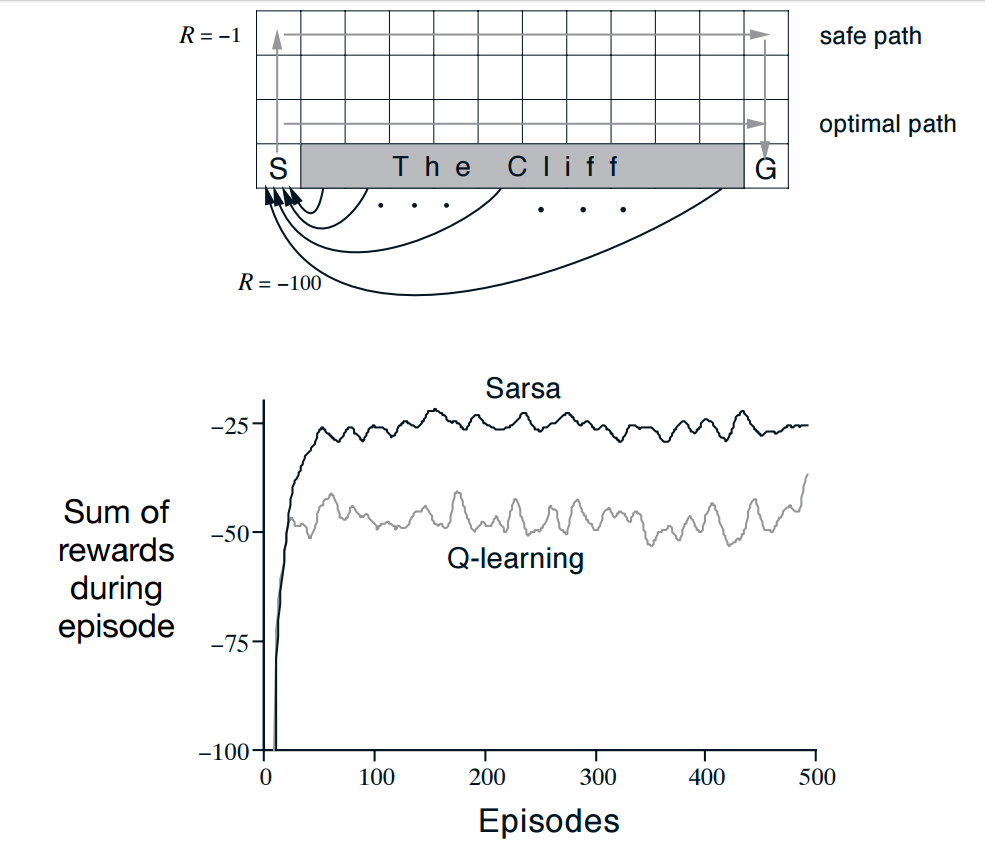 R = −1
safe path
optimal path
S The Cliff G
R = −100
Sarsa
−25
Sum of
rewards
during
episode
−50
Q-learning
−75
−100
0 100 200 300 400 500
Episodes